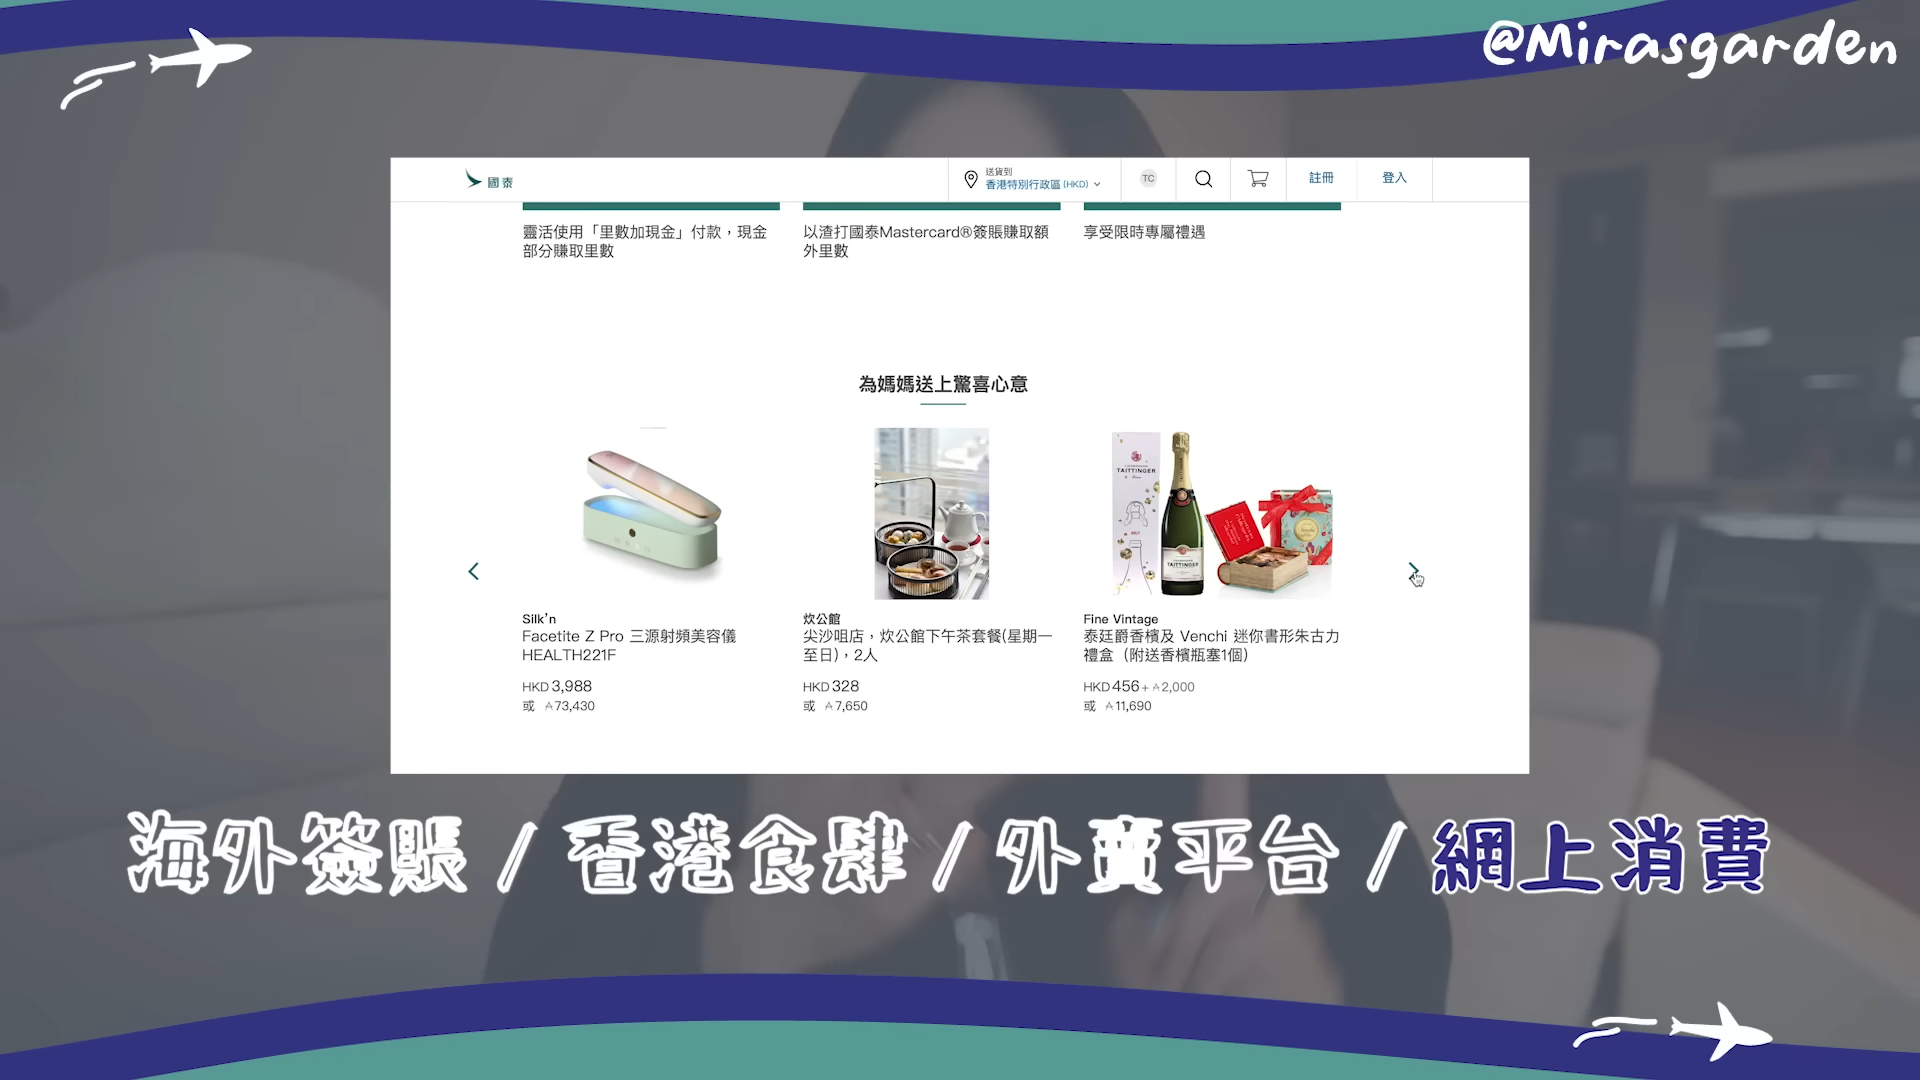 @Mirasgarden
國泰
送貨到
香港特別行政區 (HKD)
TC
註冊
登入
靈活使用「里數加現金」付款，現金
部分賺取里數
以渣打國泰Mastercard®簽賬賺取額
外里數
享受限時專屬禮遇
為媽媽送上驚喜心意
TAITTINGER
TAITTINGER
Silk’n
Facetite Z Pro 三源射頻美容儀
HEALTH221F
HKD 3,988
或 73,430
炊公館
尖沙咀店，炊公館下午茶套餐(星期一
至日)，2人
HKD 328
或 7,650
Fine Vintage
泰廷爵香檳及 Venchi 迷你書形朱古力
禮盒（附送香檳瓶塞1個）
HKD 456 + 2,000
或 11,690
海外簽賬 / 香港食肆 / 外賣平台 / 網上消費